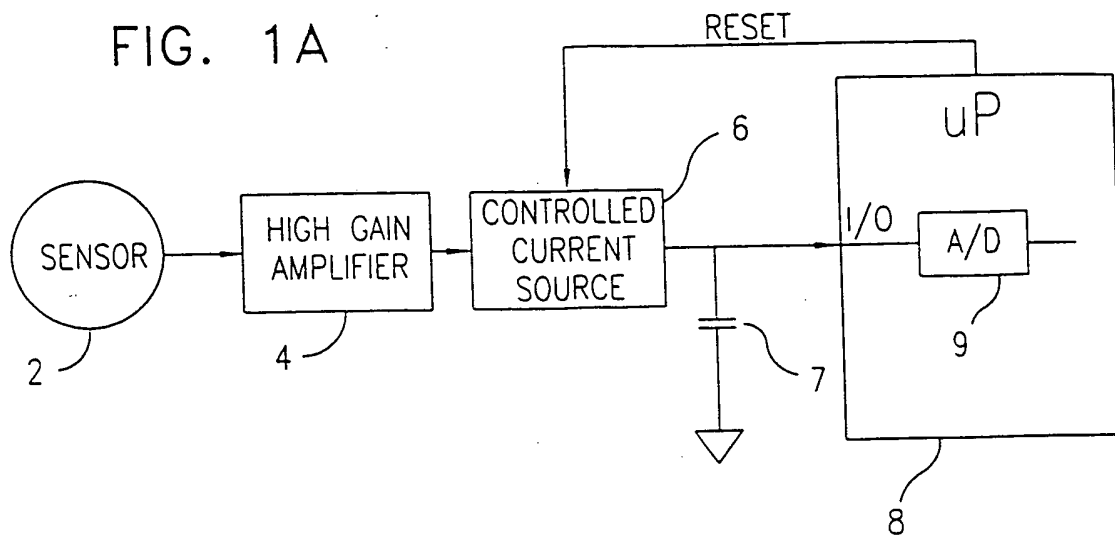 FIG. 1A
RESET
uP
6
SENSOR
HIGH GAIN
AMPLIFIER
CONTROLLED
CURRENT
SOURCE
I/O
A/D
2
4
7
9
8